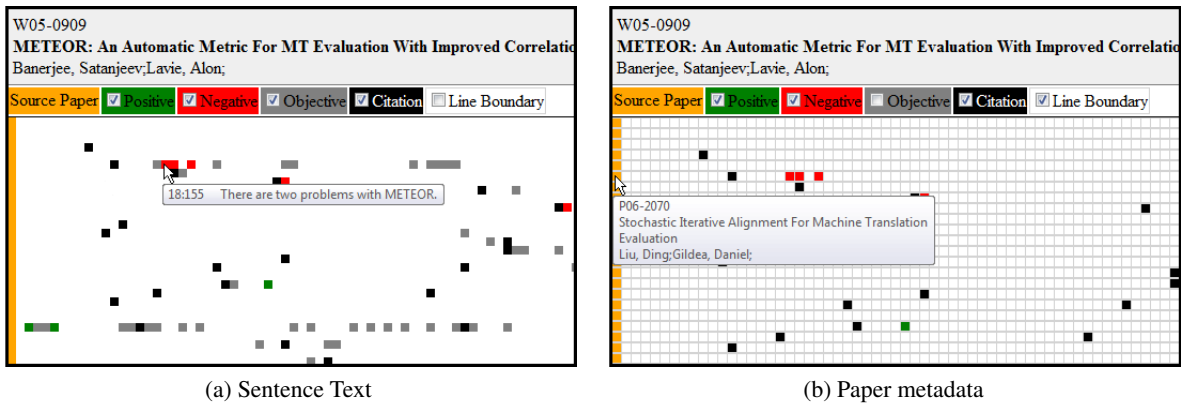 W05-0909
METEOR: An Automatic Metric For MT Evaluation With Improved Correlatio
Banerjee, Satanjeev;Lavie, Alon;
Source Paper Positive Negative Objective Citation Line Boundary
18:155 There are two problems with METEOR.
(a) Sentence Text
W05-0909
METEOR: An Automatic Metric For MT Evaluation With Improved Correlatio
Banerjee, Satanjeev;Lavie, Alon;
Source Paper Positive Negative Objective Citation Line Boundary
P06-2070
Stochastic Iterative Alignment For Machine Translation
Evaluation
Liu, Ding;Gildea, Daniel;
(b) Paper metadata